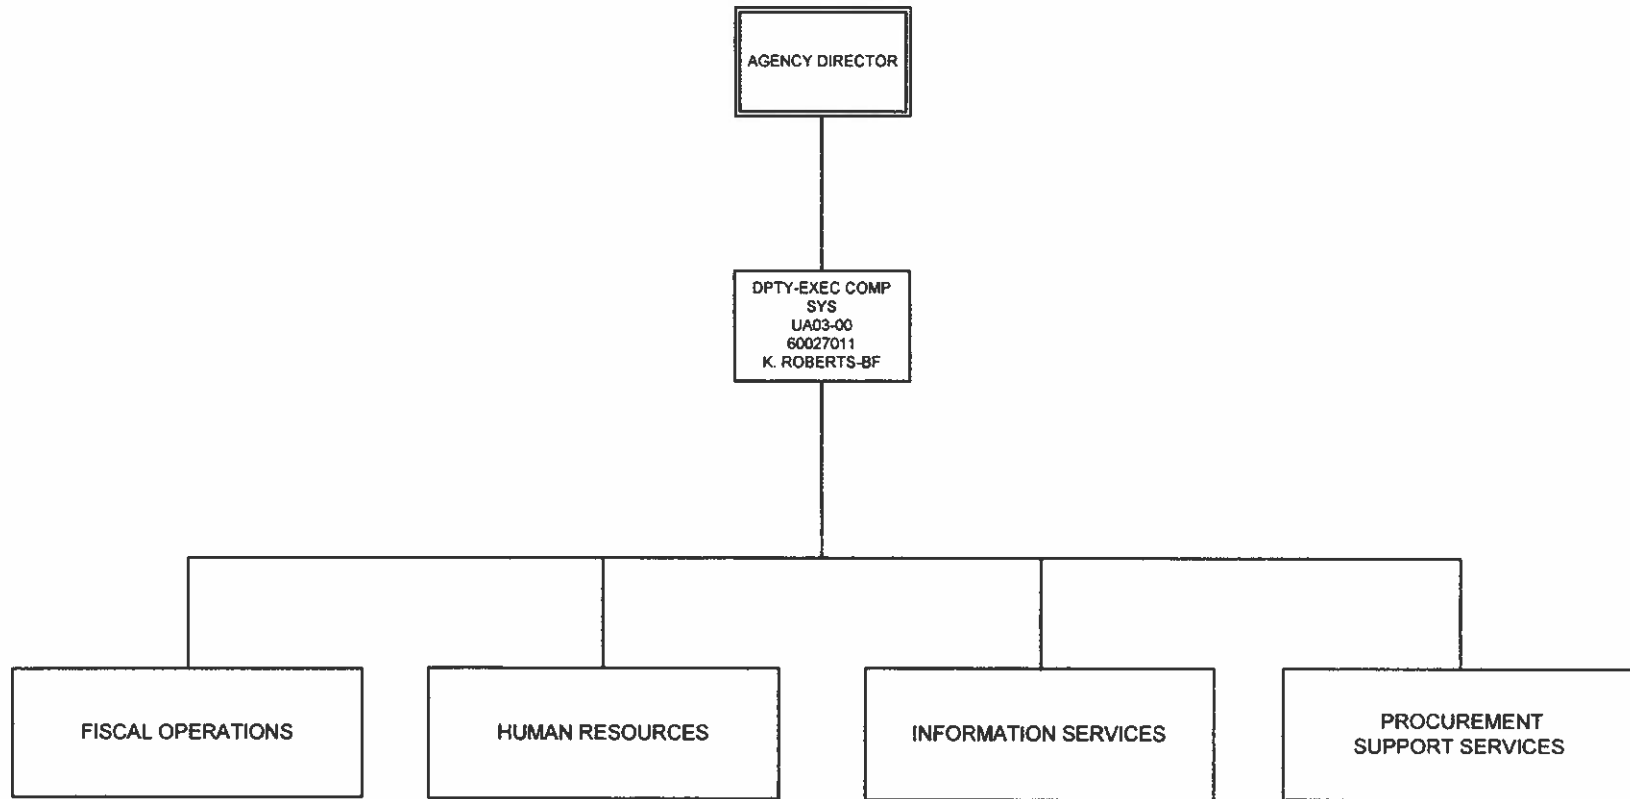 AGENCY DIRECTOR
DPTY-EXEC COMP
SYS
UA03-00
60027011
K. ROBERTS-BF
FISCAL OPERATIONS
HUMAN RESOURCES
INFORMATION SERVICES
PROCUREMENT
SUPPORT SERVICES